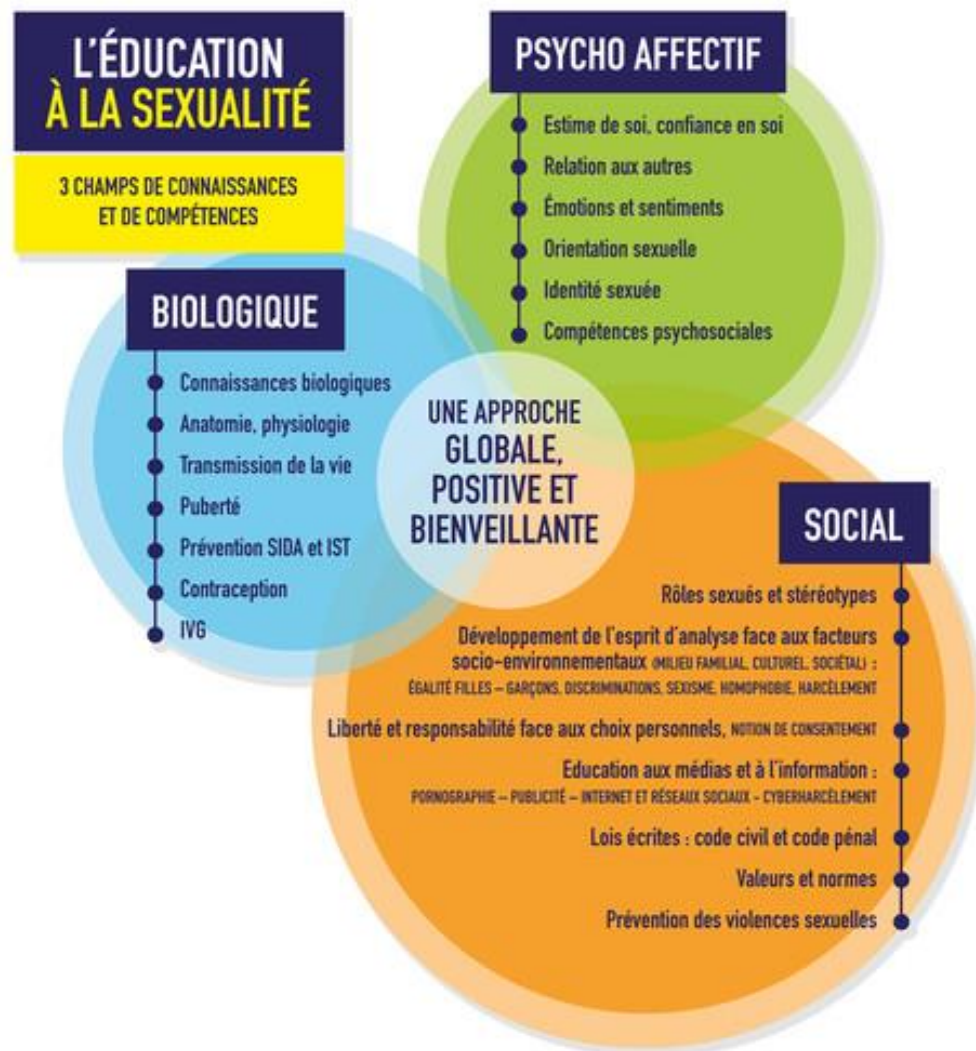 L'ÉDUCATION
À LA SEXUALITÉ
3 CHAMPS DE CONNAISSANCES
ET DE COMPÉTENCES
PSYCHO AFFECTIF
Estime de soi, confiance en soi
Relation aux autres
Émotions et sentiments
Orientation sexuelle
Identité sexuée
Compétences psychosociales
BIOLOGIQUE
Connaissances biologiques
Anatomie, physiologie
Transmission de la vie
Puberté
Prévention SIDA et IST
Contraception
IVG
UNE APPROCHE
GLOBALE,
POSITIVE ET
BIENVEILLANTE
SOCIAL
Rôles sexués et stéréotypes
Développement de l'esprit d'analyse face aux facteurs
socio-environnementaux (MILIEU FAMILIAL, CULTUREL, SOCIÉTAL) :
ÉGALITÉ FILLES – GARÇONS, DISCRIMINATIONS, SEXISME, HOMOPHOBIE, HARCÈLEMENT
Liberté et responsabilité face aux choix personnels, NOTION DE CONSENTEMENT
Education aux médias et à l'information :
PORNOGRAPHIE – PUBLICITÉ – INTERNET ET RÉSEAUX SOCIAUX - CYBERHARCÈLEMENT
Lois écrites : code civil et code pénal
Valeurs et normes
Prévention des violences sexuelles